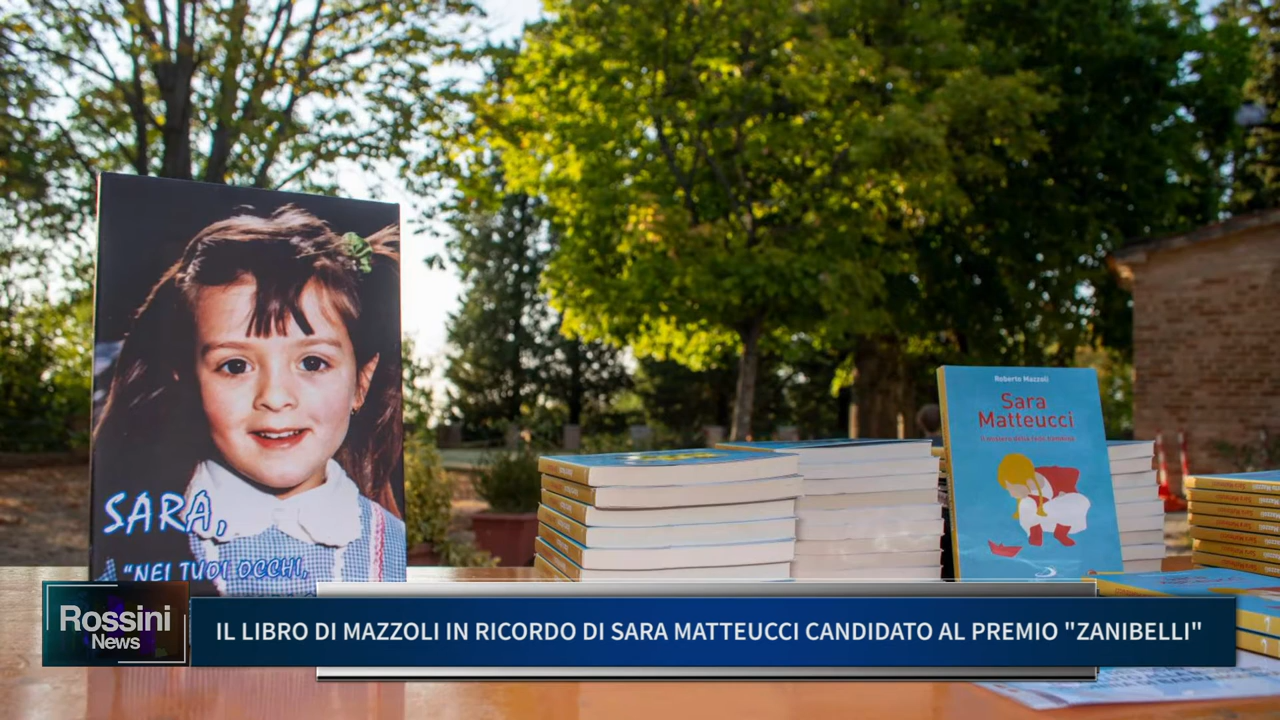 SARA,
"NEI TUOI OCCHI,
Roberto Mazzoli
Sara
Matteucci
Rossini
News
IL LIBRO DI MAZZOLI IN RICORDO DI SARA MATTEUCCI CANDIDATO AL PREMIO "ZANIBELLI"